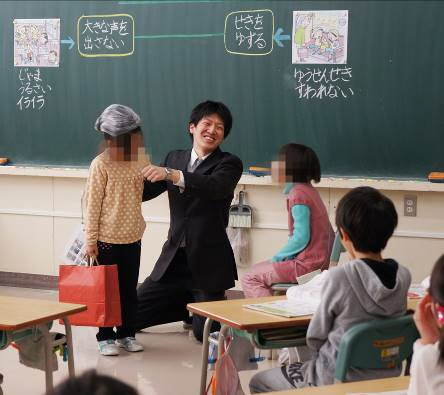 大きな声を
出さない
せきを
ゆずる
じゃま
うるさい
イライラ
ゆうせんせき
すわれない